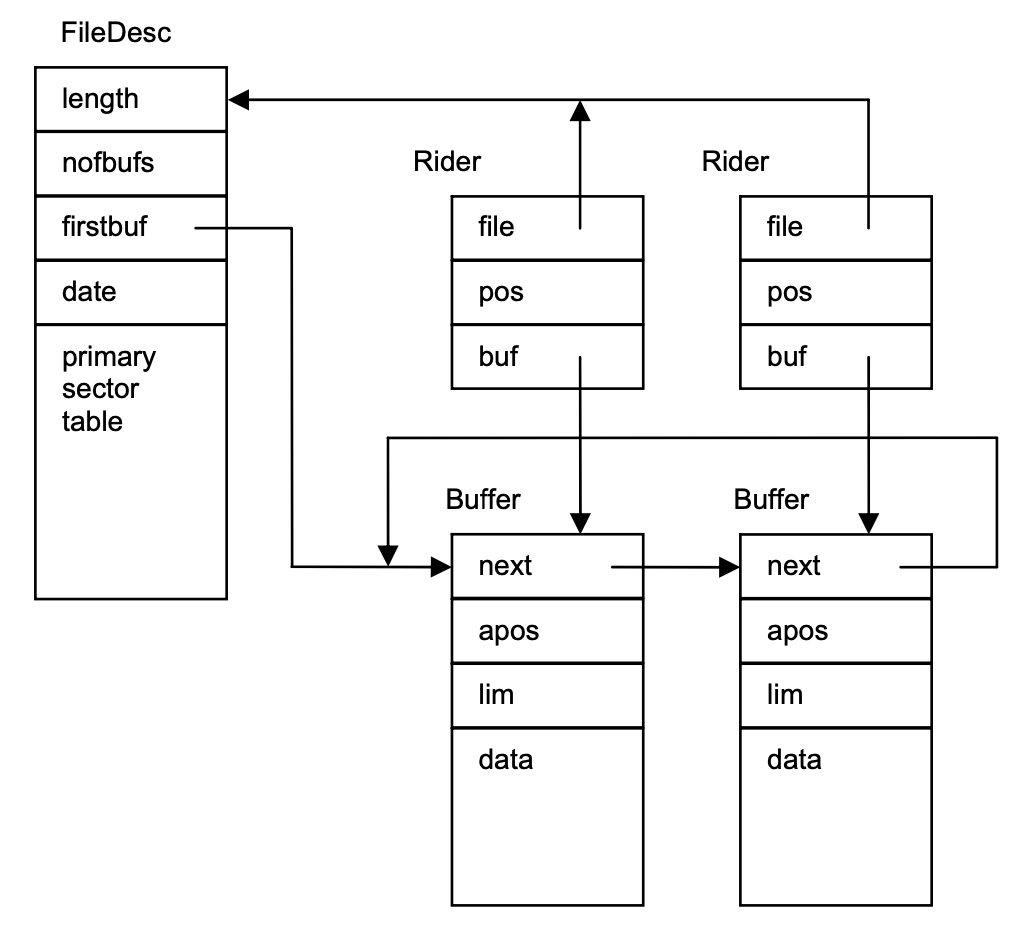 FileDesc
length
nofbufs
firstbuf
date
primary
sector
table
Rider
file
pos
buf
Rider
file
pos
buf
Buffer
next
apos
lim
data
Buffer
next
apos
lim
data